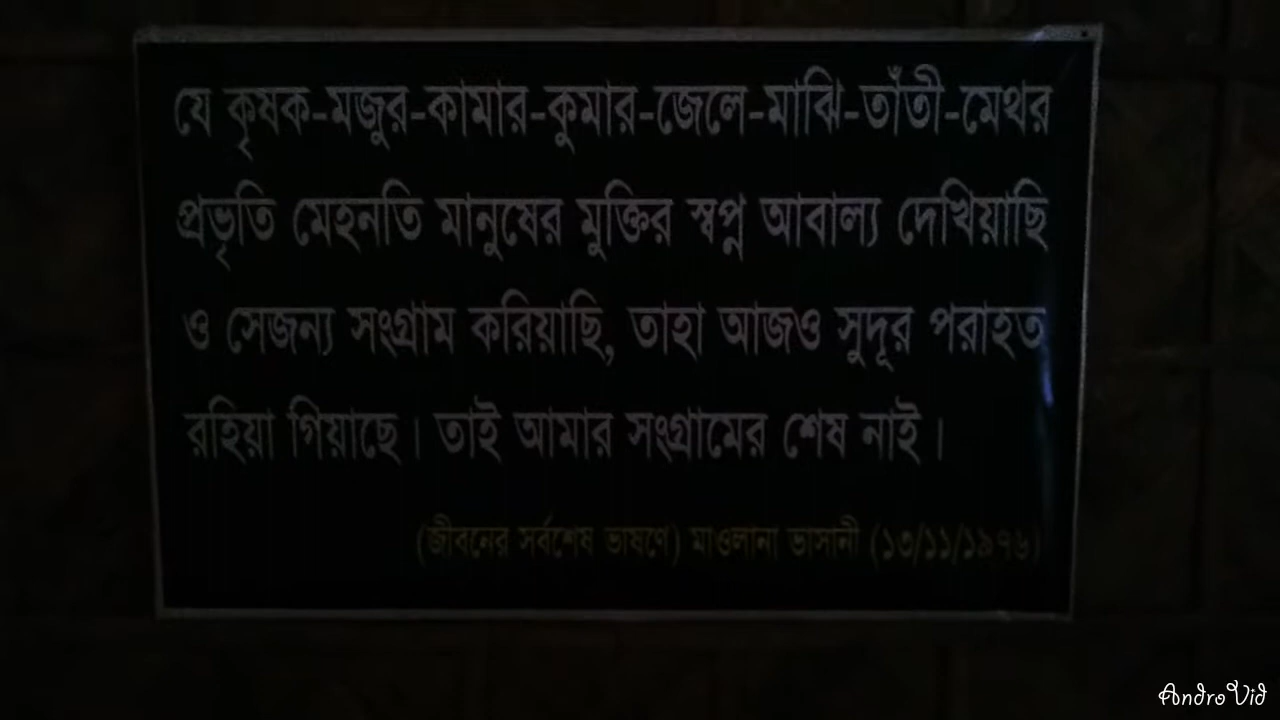 যে কৃষক-মজুর-কামার-কুমার-জেলে-মাঝি-তাঁতী-মেথর
প্রভৃতি মেহনতি মানুষের মুক্তির স্বপ্ন আবাল্য দেখিয়াছি
ও সেজন্য সংগ্রাম করিয়াছি, তাহা আজও সুদূর পরাহত
রহিয়া গিয়াছে। তাই আমার সংগ্রামের শেষ নাই।
(জীবনের সর্বশেষ ভাষণে) মাওলানা ভাসানী (১৩/১১/১৯৭৬)
AndroVid